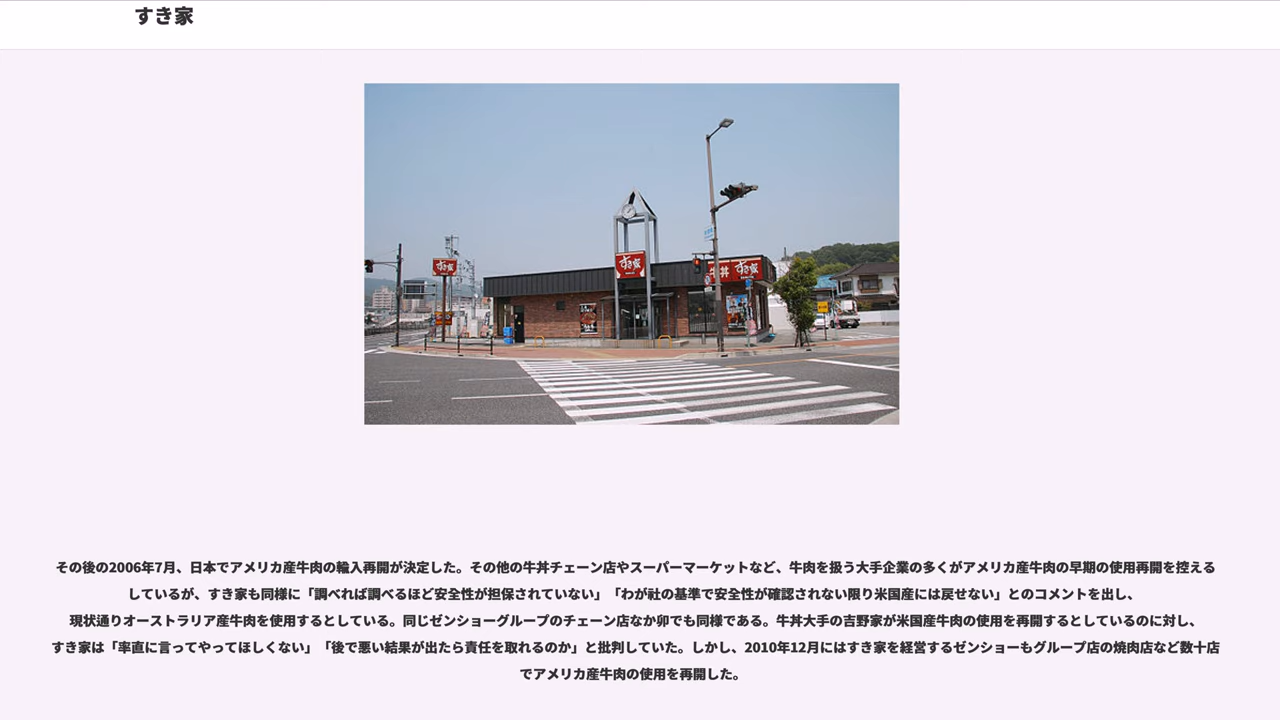 すき家
すき家
すき家
牛丼 すき家
その後の2006年7月、日本でアメリカ産牛肉の輸入再開が決定した。その他の牛丼チェーン店やスーパーマーケットなど、牛肉を扱う大手企業の多くがアメリカ産牛肉の早期の使用再開を控える
しているが、すき家も同様に「調べれば調べるほど安全性が担保されていない」「わが社の基準で安全性が確認されない限り米国産には戻せない」とのコメントを出し、
現状通りオーストラリア産牛肉を使用するとしている。同じゼンショーグループのチェーン店なか卯でも同様である。牛丼大手の吉野家が米国産牛肉の使用を再開するとしているのに対し、
すき家は「率直に言ってやってほしくない」「後で悪い結果が出たら責任を取れるのか」と批判していた。しかし、2010年12月にはすき家を経営するゼンショーもグループ店の焼肉店など数十店
でアメリカ産牛肉の使用を再開した。